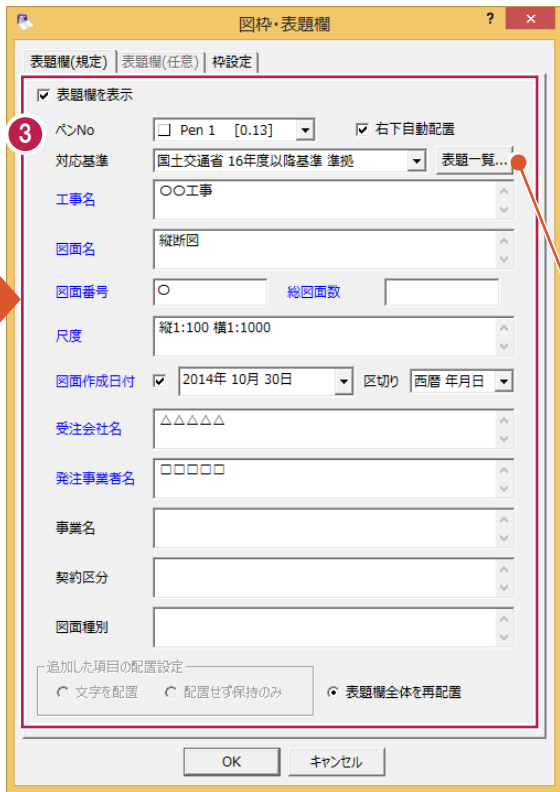 図枠・表題欄
? ×
表題欄(規定) 表題欄(任意) 枠設定
表題欄を表示
3
ペンNo Pen 1 [0.13] 右下自動配置
対応基準 国土交通省 16年度以降基準 準拠 表題一覧...
工事名 〇〇工事
図面名 縦断図
図面番号 〇 総図面数
尺度 縦1:100 横1:1000
図面作成日付 2014年 10月 30日 区切り 西暦 年月日
受注会社名 △△△△△
発注事業者名 □□□□□
事業名
契約区分
図面種別
追加した項目の配置設定
文字を配置 配置せず保持のみ 表題欄全体を再配置
OK キャンセル